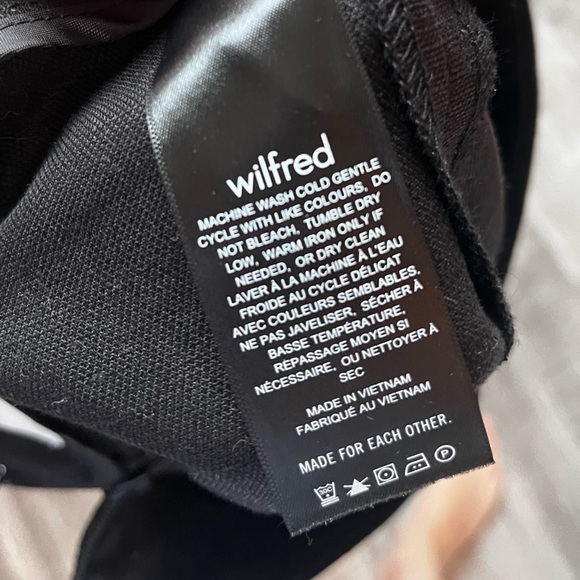 wilfred
MACHINE WASH COLD GENTLE
CYCLE WITH LIKE COLOURS, DO
NOT BLEACH, TUMBLE DRY
LOW. WARM IRON ONLY IF
NEEDED, OR DRY CLEAN
LAVER À LA MACHINE À L'EAU
FROIDE AU CYCLE DÉLICAT
AVEC COULEURS SEMBLABLES.
NE PAS JAVELISER, SÉCHER À
BASSE TEMPÉRATURE.
RÉPASSAGE MOYEN SI
NÉCESSAIRE. OU NETTOYER À
SEC
MADE IN VIETNAM
FABRIQUÉ AU VIETNAM
MADE FOR EACH OTHER.